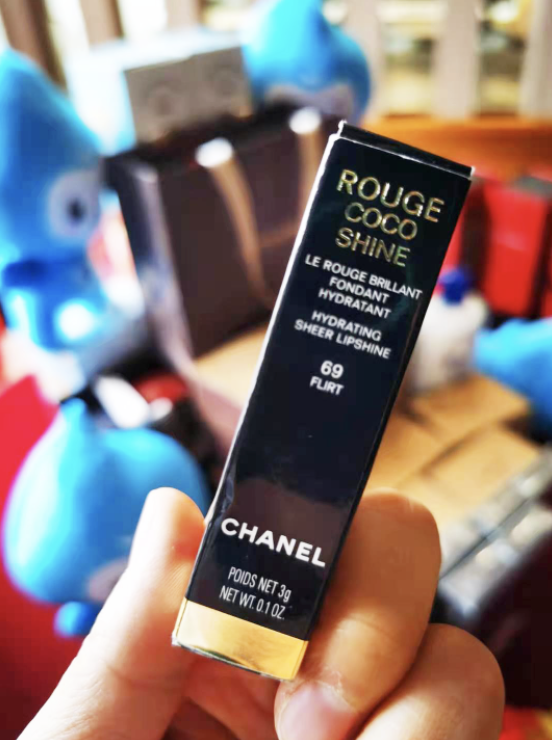 ROUGE
COCO
SHINE
LE ROUGE BRILLANT
FONDANT
HYDRATANT
HYDRATING
SHEER LIPSHINE
69
FLIRT
CHANEL
POIDS NET 3g
NET WT. 0.1 OZ.